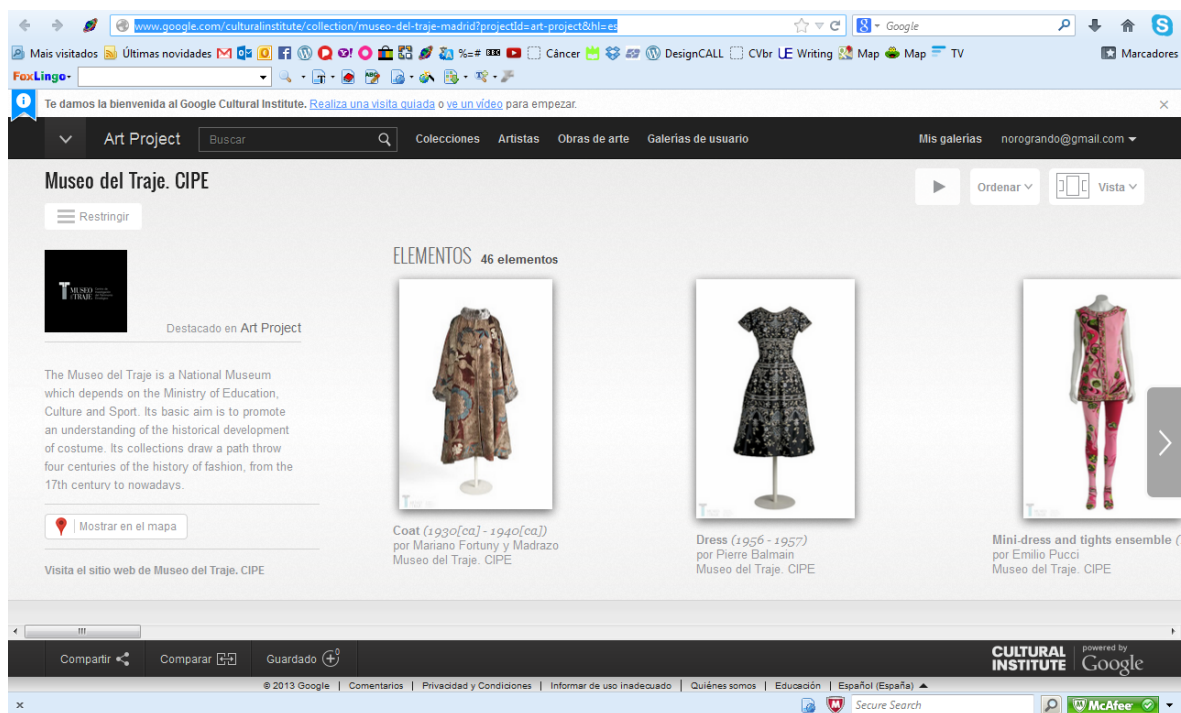 www.google.com/culturalinstitute/collection/museo-del-traje-madrid?projectId=art-project&hl=es
Google
Mais visitados Últimas novidades %=# Câncer DesignCALL CVbr Writing Map Map TV Marcadores
FoxLingo
Te damos la bienvenida al Google Cultural Institute. Realiza una visita guiada o ve un vídeo para empezar.
Art Project Buscar Colecciones Artistas Obras de arte Galerías de usuario Mis galerías norogrando@gmail.com
Museo del Traje. CIPE
Ordenar Vista
Restringir
ELEMENTOS 46 elementos
MUSEO
TRAJE
Destacado en Art Project
The Museo del Traje is a National Museum
which depends on the Ministry of Education,
Culture and Sport. Its basic aim is to promote
an understanding of the historical development
of costume. Its collections draw a path throw
four centuries of the history of fashion, from the
17th century to nowadays.
Mostrar en el mapa
Visita el sitio web de Museo del Traje. CIPE
Coat (1930[ca] - 1940[ca])
por Mariano Fortuny y Madrazo
Museo del Traje. CIPE
Dress (1956 - 1957)
por Pierre Balmain
Museo del Traje. CIPE
Mini-dress and tights ensemble (
por Emilio Pucci
Museo del Traje. CIPE
Compartir Comparar Guardado 0
CULTURAL INSTITUTE powered by Google
© 2013 Google | Comentarios | Privacidad y Condiciones | Informar de uso inadecuado | Quiénes somos | Educación | Español (España)
Secure Search McAfee